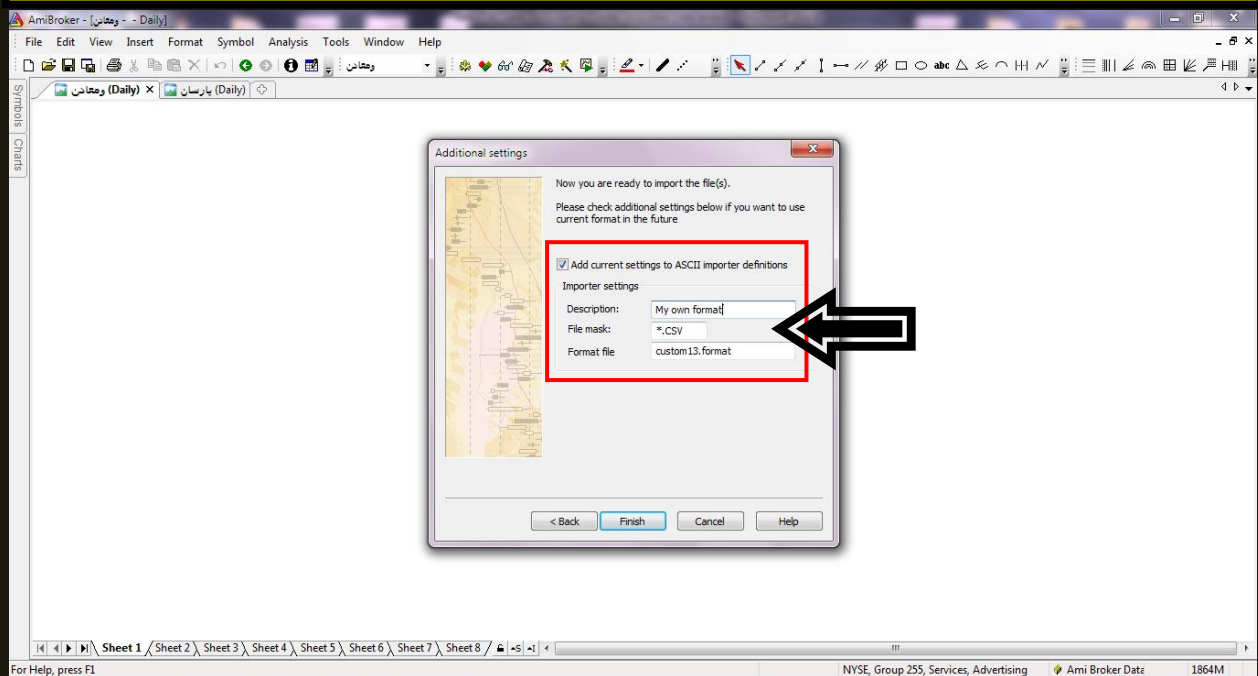 AmiBroker - [ومعادن - - Daily]
File Edit View Insert Format Symbol Analysis Tools Window Help
ومعادن
abc
ومعادن (Daily) پارسان (Daily)
Symbols
Charts
Additional settings
Now you are ready to import the file(s).
Please check additional settings below if you want to use
current format in the future
Add current settings to ASCII importer definitions
Importer settings
Description: My own format
File mask: *.CSV
Format file custom13.format
< Back Finish Cancel Help
Sheet 1 Sheet 2 Sheet 3 Sheet 4 Sheet 5 Sheet 6 Sheet 7 Sheet 8
For Help, press F1 NYSE, Group 255, Services, Advertising Ami Broker Data 1864M